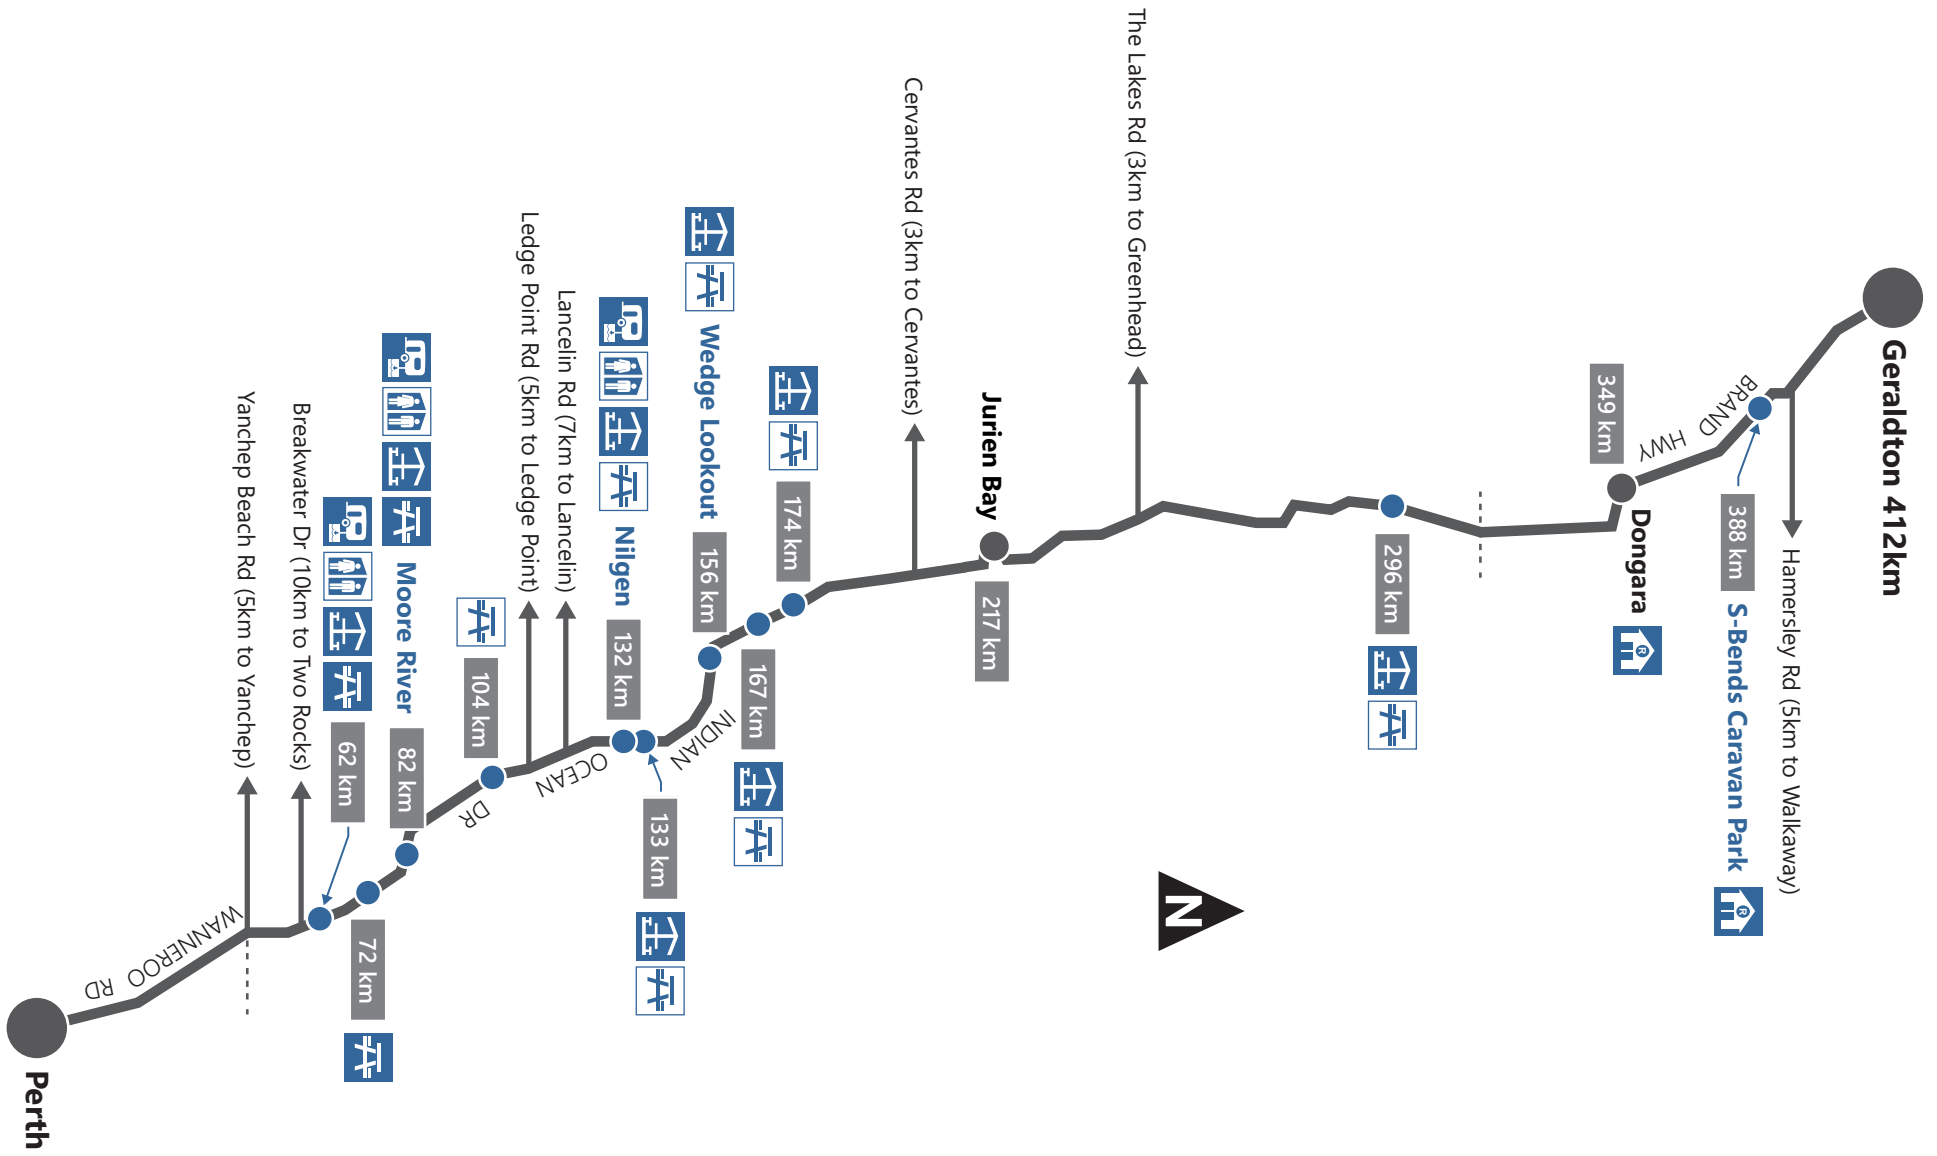 Geraldton 412km
Hamersley Rd (5km to Walkaway)
BRAND HWY
388 km
S-Bends Caravan Park
R
349 km
Dongara
R
296 km
The Lakes Rd (3km to Greenhead)
Jurien Bay
217 km
Cervantes Rd (3km to Cervantes)
174 km
167 km
Wedge Lookout
156 km
INDIAN OCEAN DR
133 km
Nilgen
132 km
Lancelin Rd (7km to Lancelin)
Ledge Point Rd (5km to Ledge Point)
104 km
Moore River
82 km
72 km
62 km
Breakwater Dr (10km to Two Rocks)
Yanchep Beach Rd (5km to Yanchep)
WANNEROO RD
Perth
N